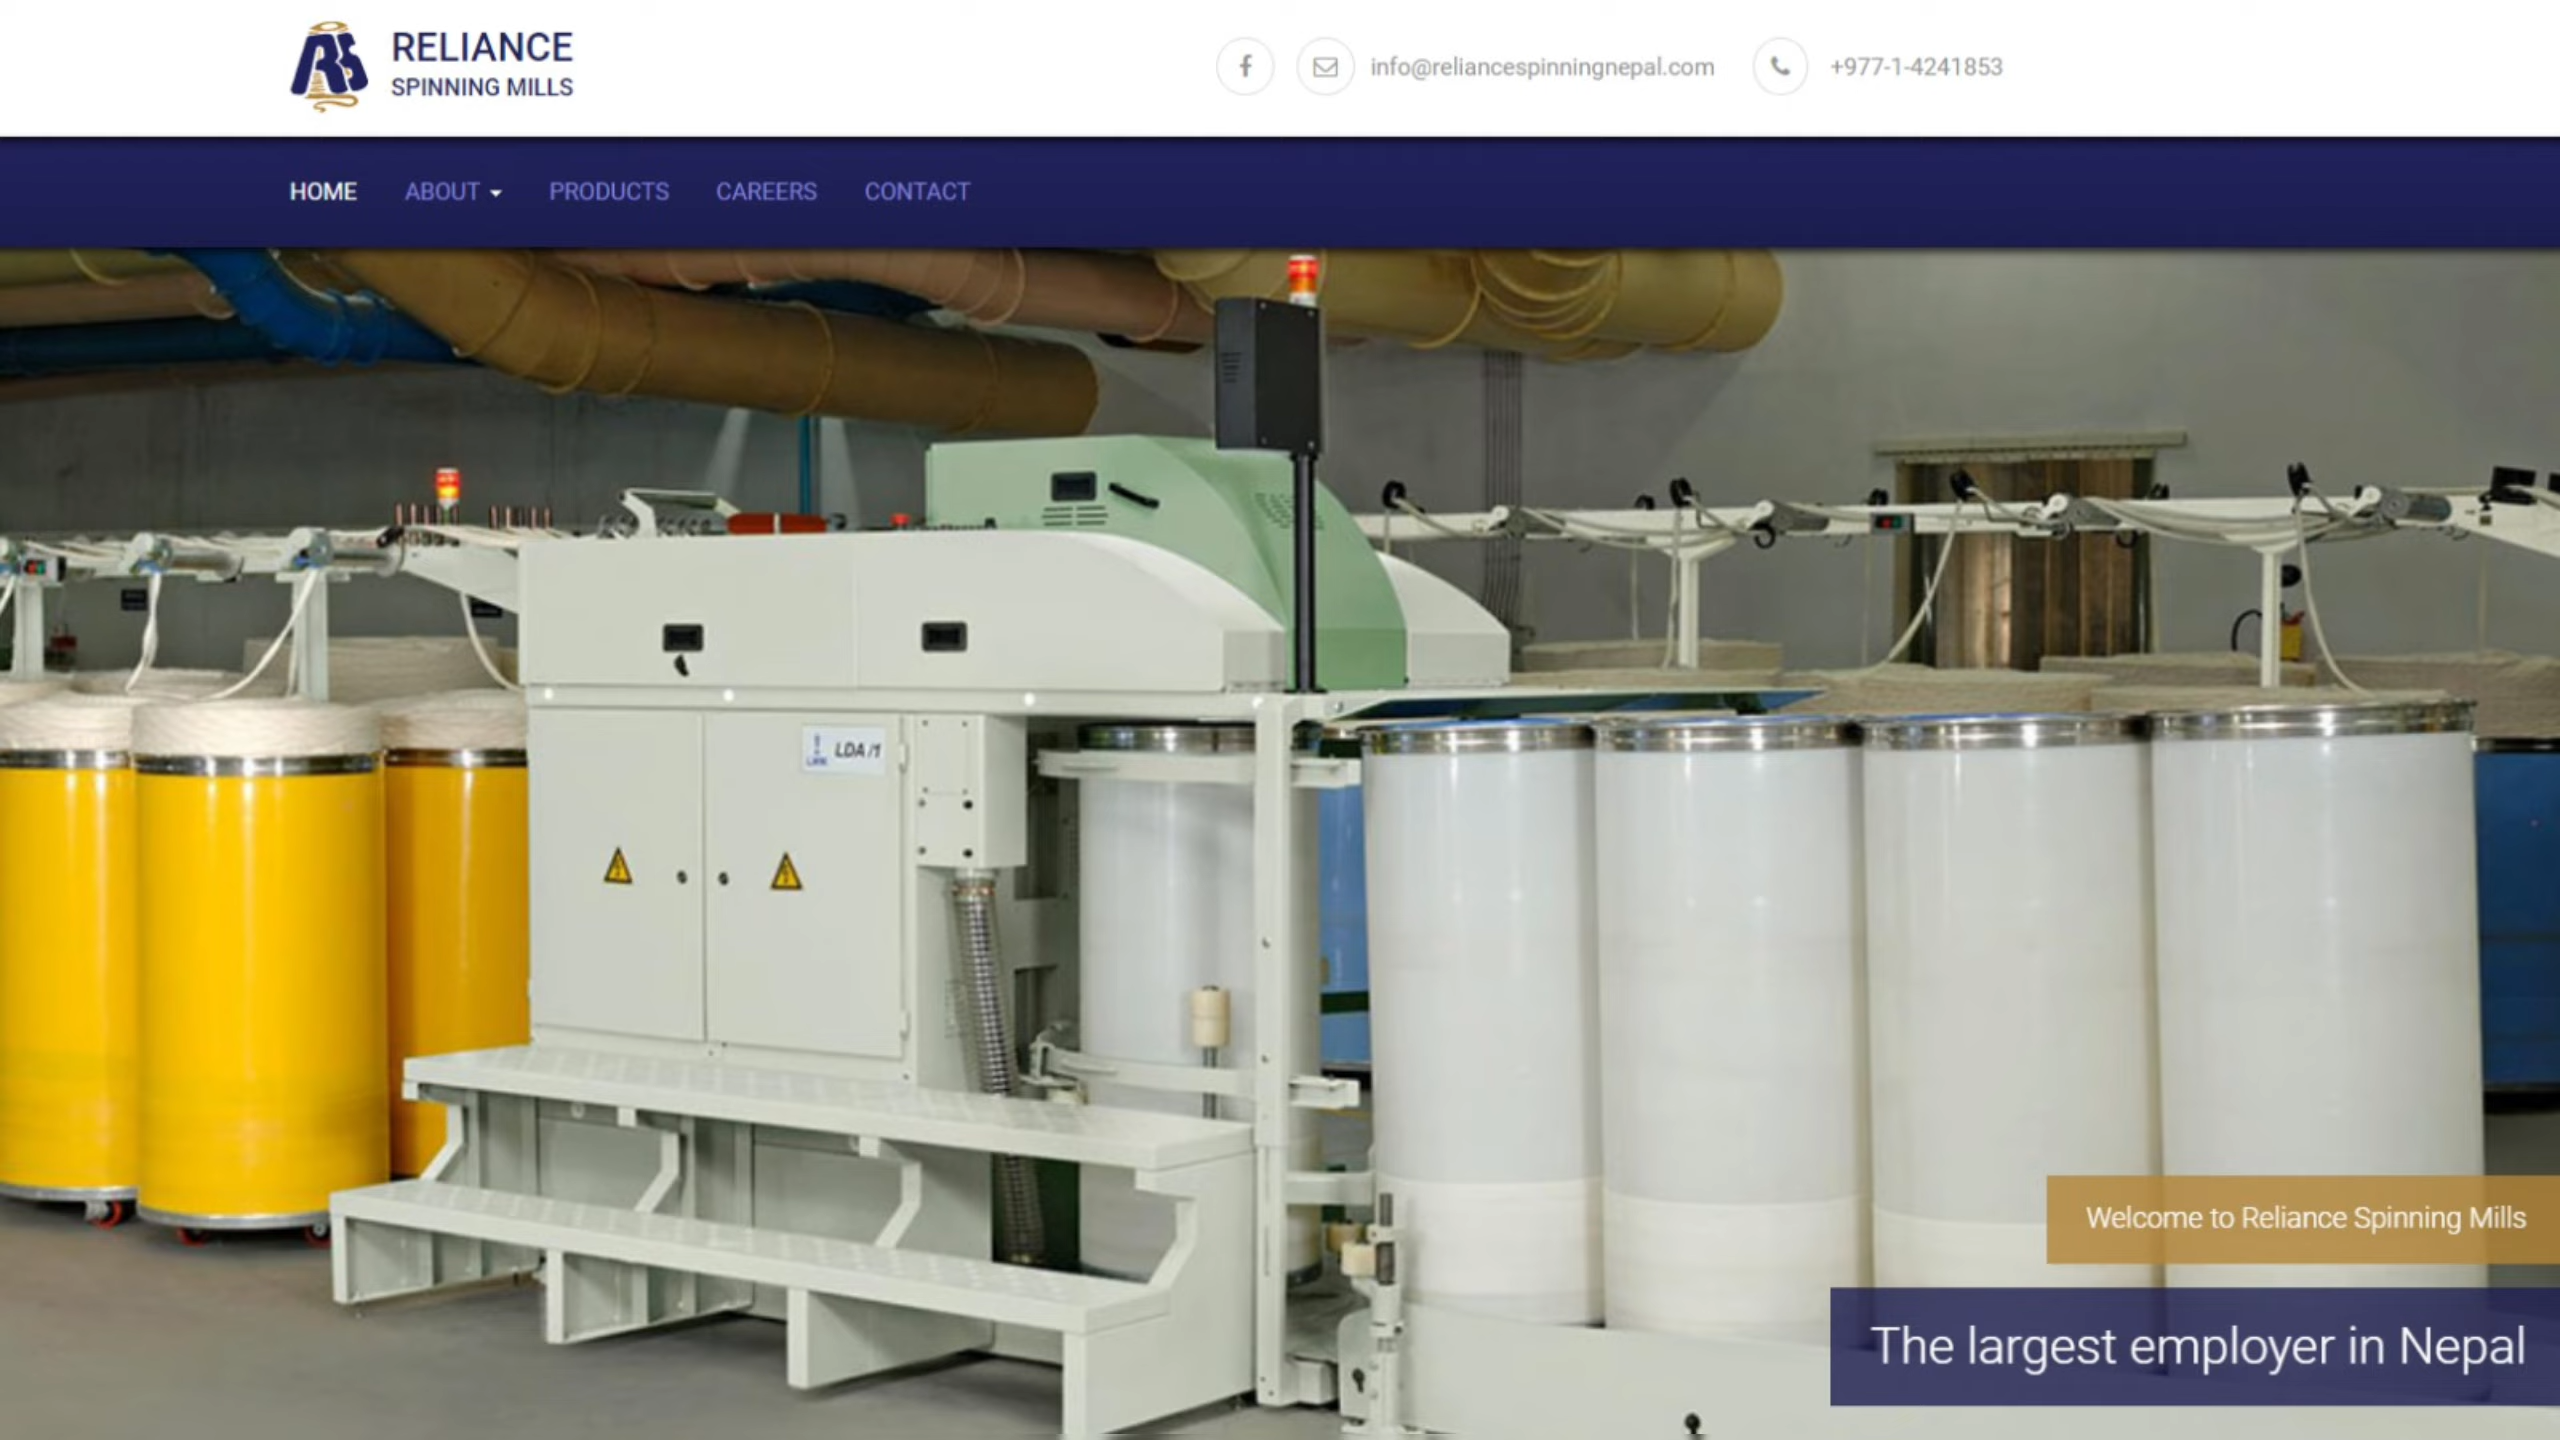 RELIANCE
SPINNING MILLS
info@reliancespinningnepal.com
+977-1-4241853
HOME
ABOUT
PRODUCTS
CAREERS
CONTACT
LDA /1
Welcome to Reliance Spinning Mills
The largest employer in Nepal